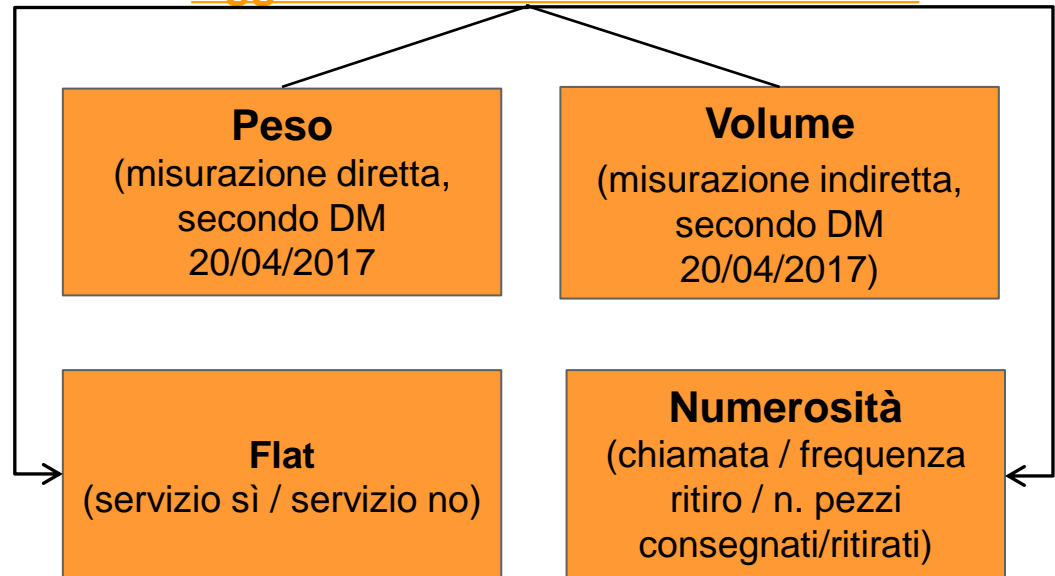 Peso
(misurazione diretta,
secondo DM
20/04/2017
Volume
(misurazione indiretta,
secondo DM
20/04/2017)
Flat
(servizio sì / servizio no)
Numerosità
(chiamata / frequenza
ritiro / n. pezzi
consegnati/ritirati)